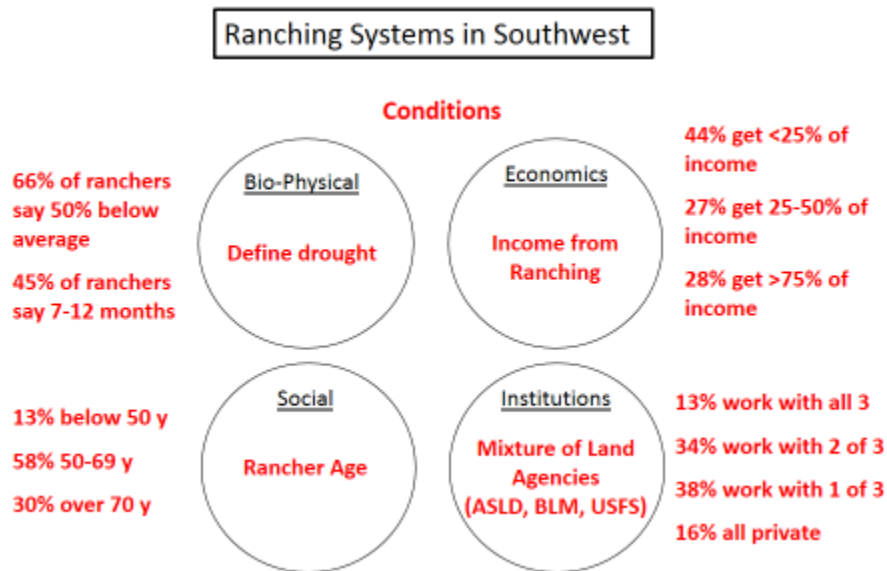 Ranching Systems in Southwest
Conditions
66% of ranchers
say 50% below
average
45% of ranchers
say 7-12 months
Bio-Physical
Define drought
Economics
Income from
Ranching
44% get <25% of
income
27% get 25-50% of
income
28% get >75% of
income
13% below 50 y
58% 50-69 y
30% over 70 y
Social
Rancher Age
Institutions
Mixture of Land
Agencies
(ASLD, BLM, USFS)
13% work with all 3
34% work with 2 of 3
38% work with 1 of 3
16% all private